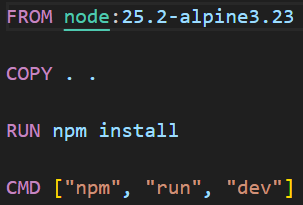 FROM node:25.2-alpine3.23
COPY . .
RUN npm install
CMD ["npm", "run", "dev"]